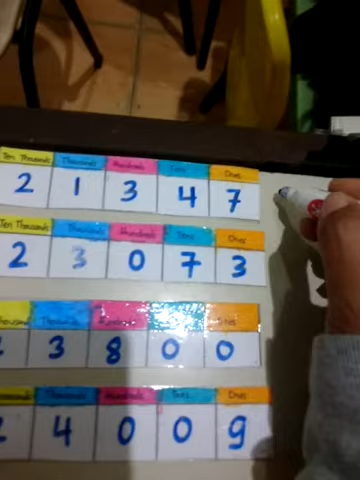 Ten Thousands Thousands Hundreds Tens Ones
2 1 3 4 7
Ten Thousands Thousands Hundreds Tens Ones
2 3 0 7 3
Thousands Hundreds Tens Ones
3 8 0 0
Thousands Hundreds Tens Ones
4 0 0 9